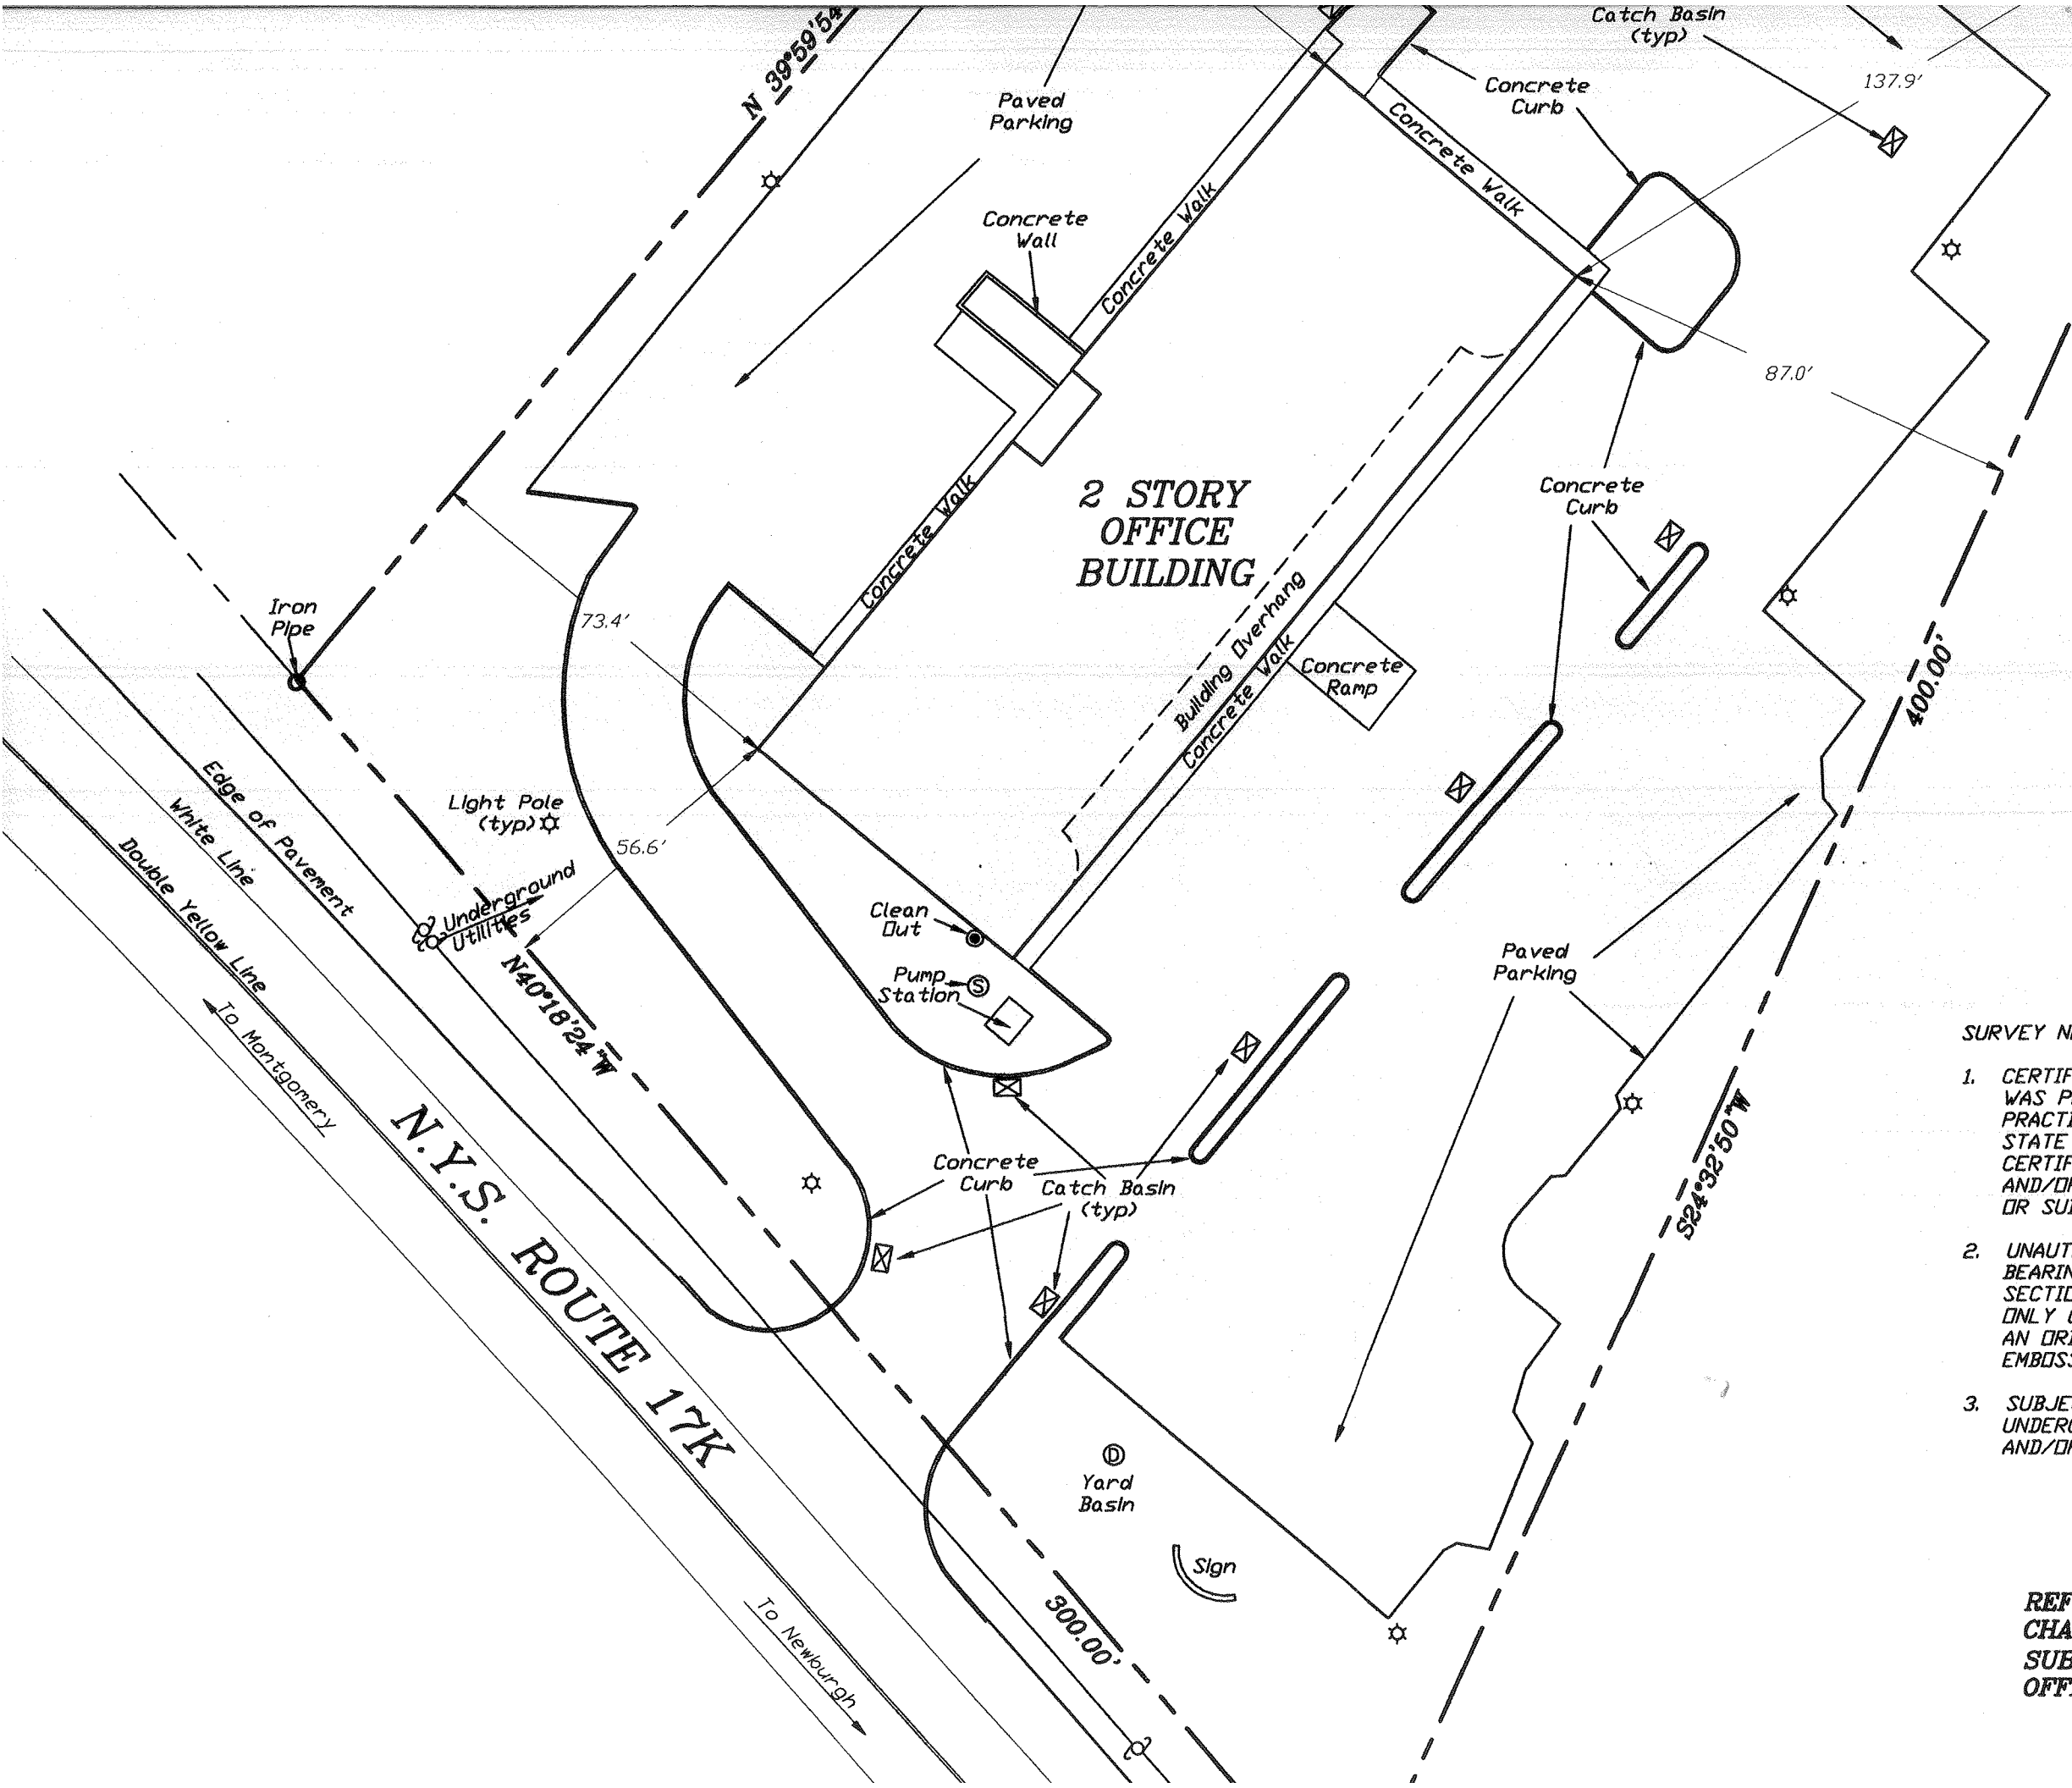 N 39°59'54
Catch Basin
(typ)
137.9'
Concrete
Curb
Paved
Parking
Concrete Walk
Concrete
Wall
Concrete Walk
87.0'
Concrete
Curb
2 STORY
OFFICE
BUILDING
Concrete Walk
Iron
Pipe
73.4'
Building Overhang
Concrete Walk
Concrete
Ramp
400.00'
Light Pole
(typ)
56.6'
Edge of Pavement
White Line
Double Yellow Line
Underground
Utilities
Clean
Out
Pump
Station
S
Paved
Parking
N40°18'24"W
To Montgomery
N.Y.S. ROUTE 17K
Concrete
Curb
Catch Basin
(typ)
S24°32'50"W
D
Yard
Basin
Sign
300.00'
To Newburgh
SURVEY N
1. CERTIF
WAS P
PRACTI
STATE
CERTIF
AND/OR
OR SU
2. UNAUT
BEARIN
SECTIO
ONLY
AN OR
EMBOSS
3. SUBJE
UNDERG
AND/OR
REF
CHA
SUB
OFF